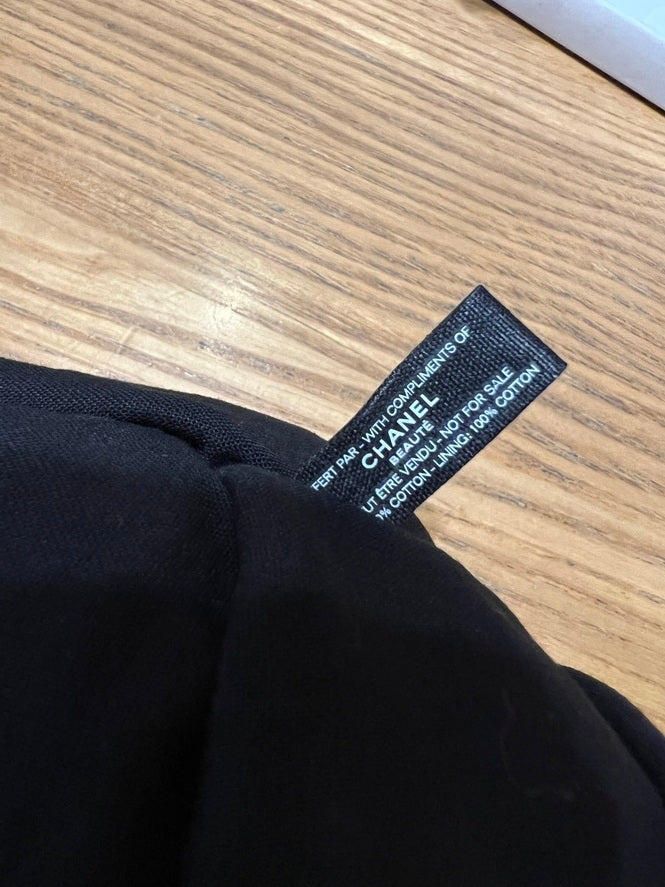 FERT PAR - WITH COMPLIMENTS OF
CHANEL
BEAUTÉ
UT ÊTRE VENDU - NOT FOR SALE
% COTTON - LINING: 100% COTTON